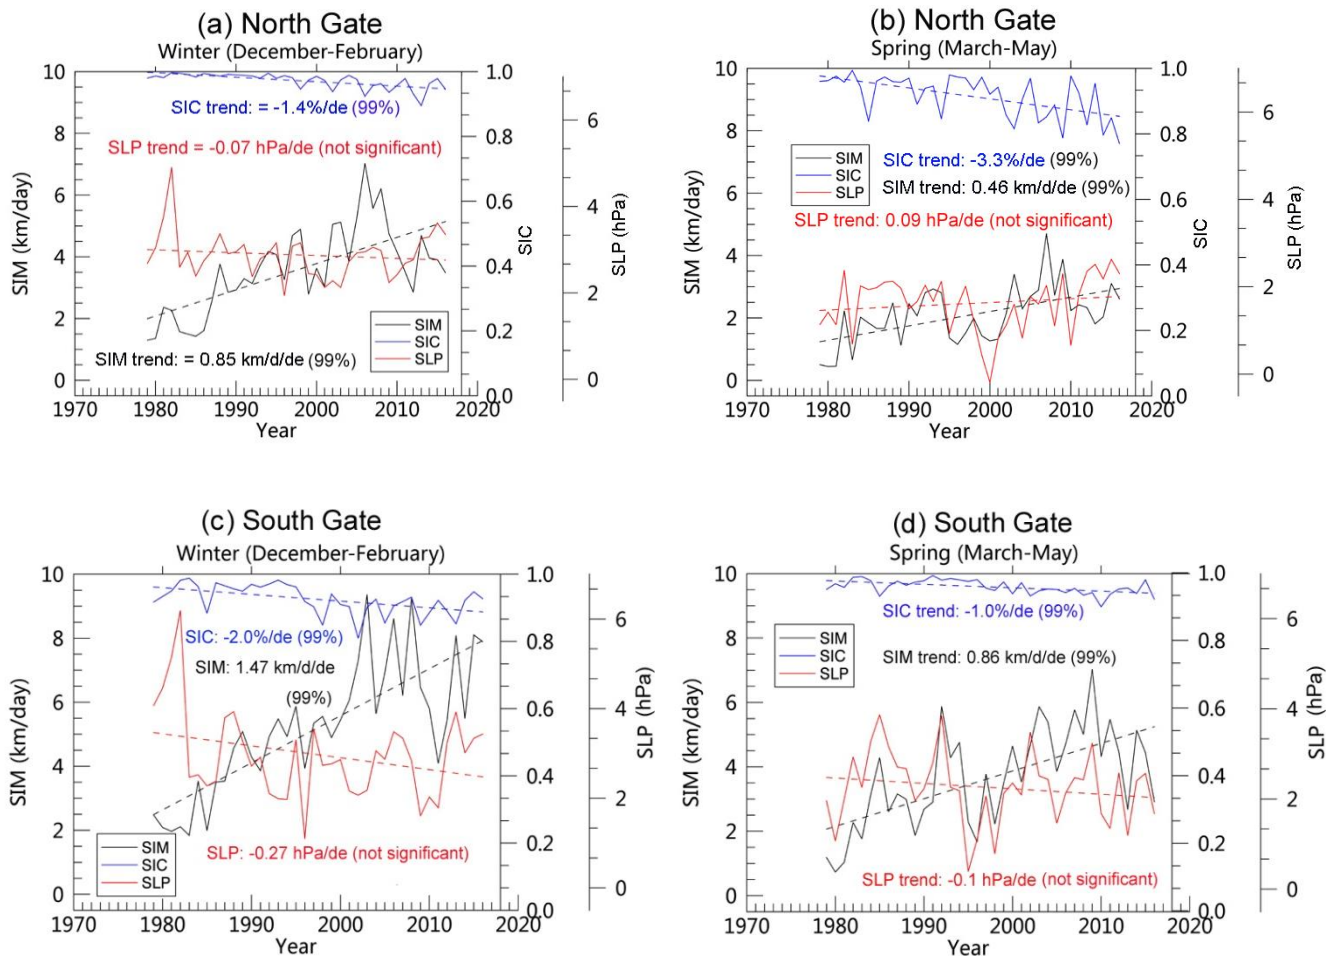 (a) North Gate
Winter (December-February)
10
8
6
4
2
0
SIM (km/day)
1.0
0.8
0.6
0.4
0.2
0.0
SIC
6
4
2
0
SLP (hPa)
SIC trend: = -1.4%/de (99%)
SLP trend = -0.07 hPa/de (not significant)
SIM
SIC
SLP
SIM trend: = 0.85 km/d/de (99%)
1970 1980 1990 2000 2010 2020
Year
(b) North Gate
Spring (March-May)
10
8
6
4
2
0
SIM (km/day)
1.0
0.8
0.6
0.4
0.2
0.0
SIC
6
4
2
0
SLP (hPa)
SIM
SIC
SLP
SIC trend: -3.3%/de (99%)
SIM trend: 0.46 km/d/de (99%)
SLP trend: 0.09 hPa/de (not significant)
1970 1980 1990 2000 2010 2020
Year
(c) South Gate
Winter (December-February)
10
8
6
4
2
0
SIM (km/day)
1.0
0.8
0.6
0.4
0.2
0.0
6
4
2
0
SLP (hPa)
SIC: -2.0%/de (99%)
SIM: 1.47 km/d/de
(99%)
SIM
SIC
SLP
SLP: -0.27 hPa/de (not significant)
1970 1980 1990 2000 2010 2020
Year
(d) South Gate
Spring (March-May)
10
8
6
4
2
0
SIM (km/day)
1.0
0.8
0.6
0.4
0.2
0.0
6
4
2
0
SLP (hPa)
SIC trend: -1.0%/de (99%)
SIM
SIC
SLP
SIM trend: 0.86 km/d/de (99%)
SLP trend: -0.1 hPa/de (not significant)
1970 1980 1990 2000 2010 2020
Year